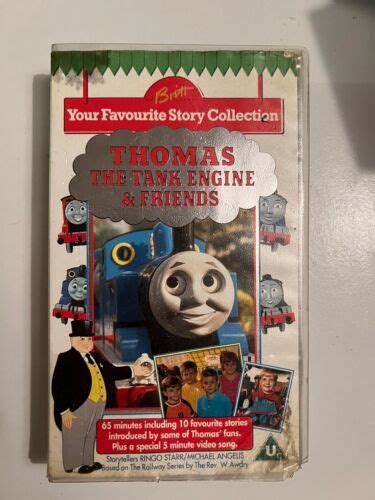 Britt
Your Favourite Story Collection
THOMAS
THE TANK ENGINE
& FRIENDS
65 minutes including 10 favourite stories
introduced by some of Thomas' fans.
Plus a special 5 minute video song.
Storytellers RINGO STARR/MICHAEL ANGELIS
Based on The Railway Series by The Rev. W Awdry
U